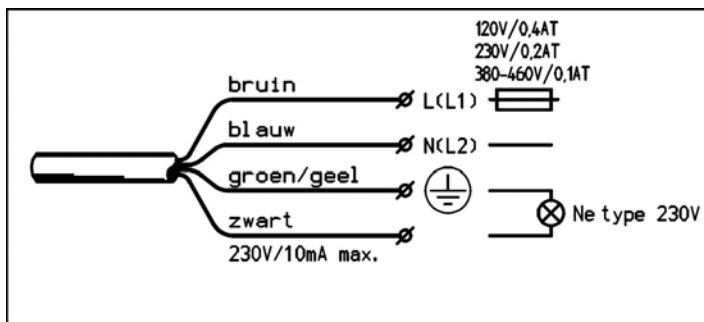 120V/0,4AT
230V/0,2AT
380-460V/0,1AT
bruin
L(L1)
blauw
N(L2)
groen/geel
zwart
Ne type 230V
230V/10mA max.